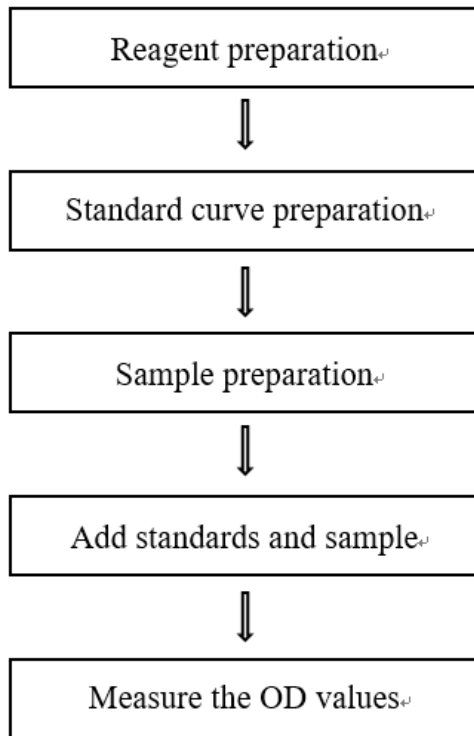 Reagent preparation
Standard curve preparation
Sample preparation
Add standards and sample
Measure the OD values